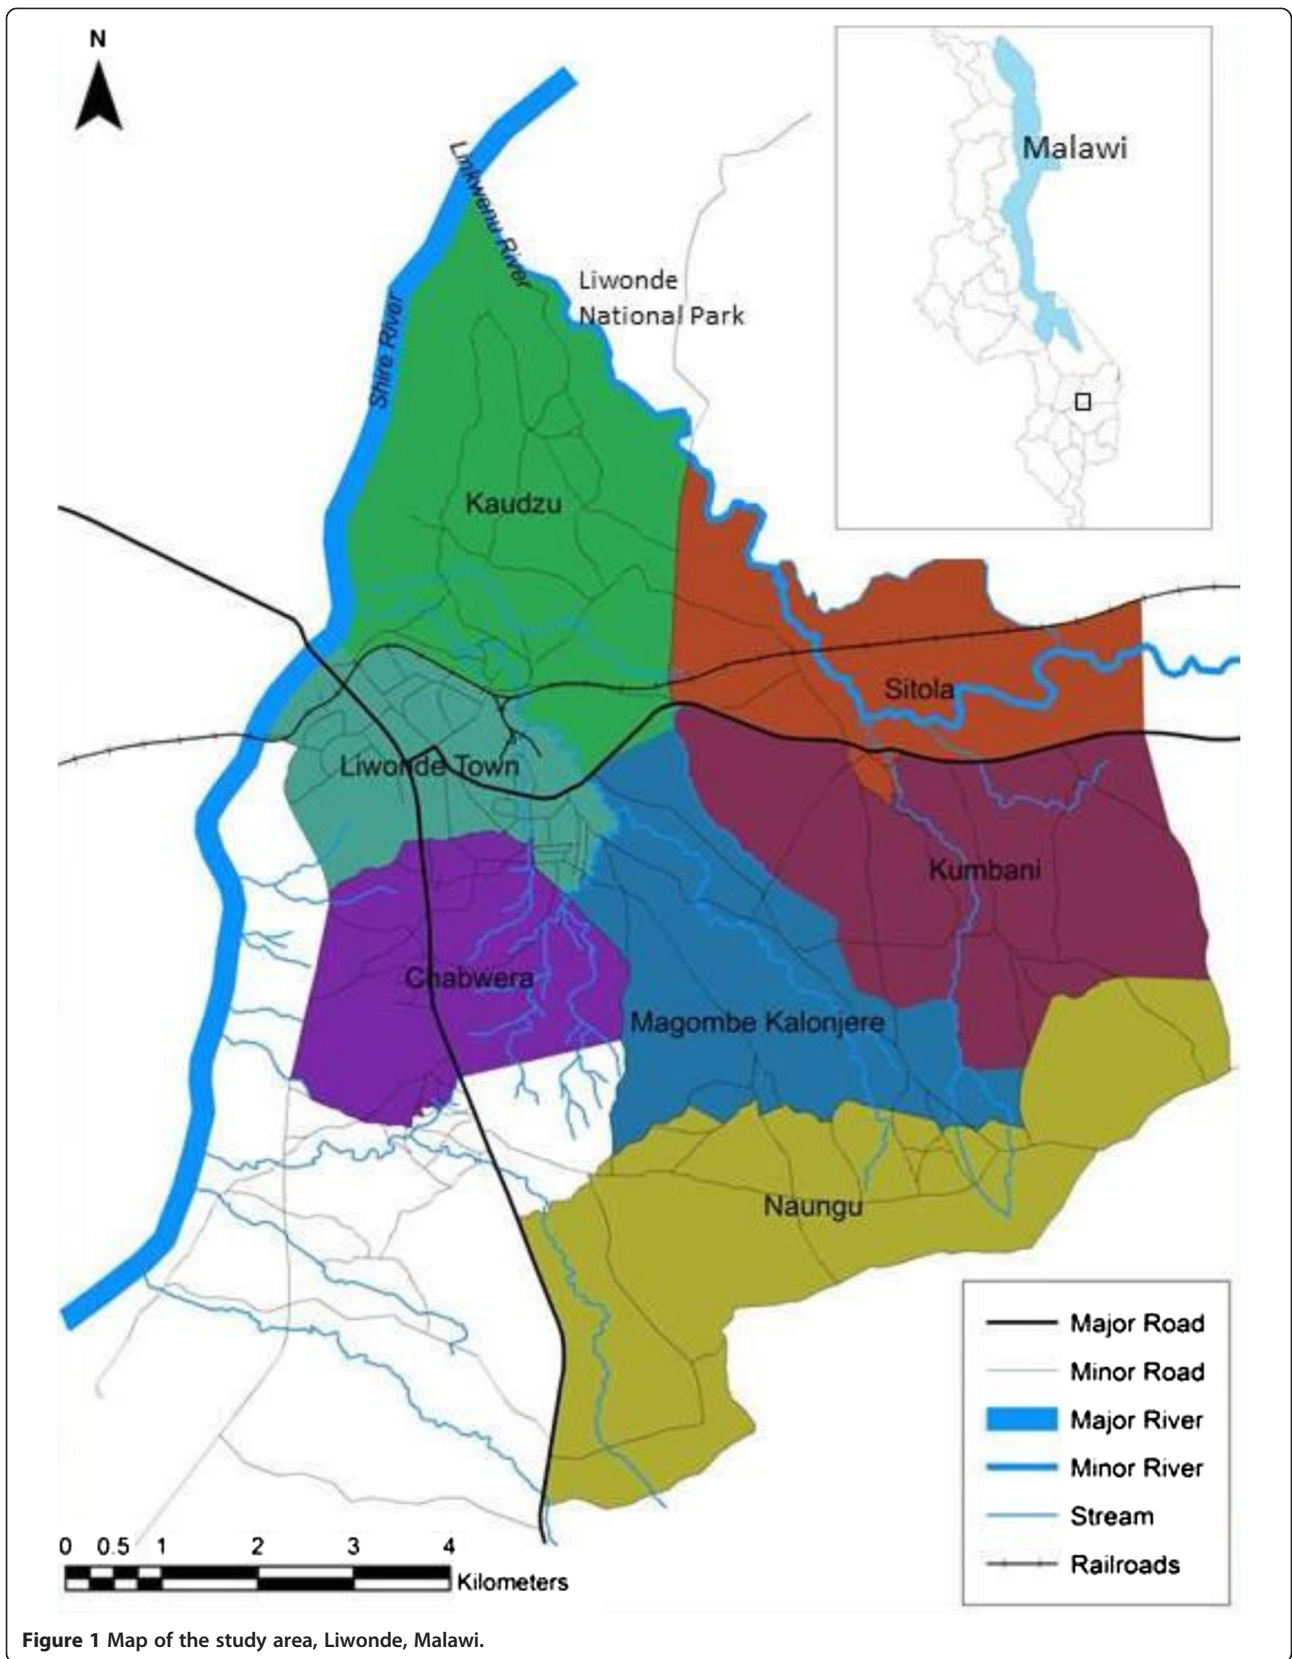 N
Malawi
Linkwenu River
Liwonde
National Park
Shire River
Kaudzu
Sitola
Liwonde Town
Kumbani
Chabwera
Magombe Kalonjere
Naungu
Major Road
Minor Road
Major River
Minor River
Stream
Railroads
0 0.5 1 2 3 4
Kilometers
Figure 1 Map of the study area, Liwonde, Malawi.